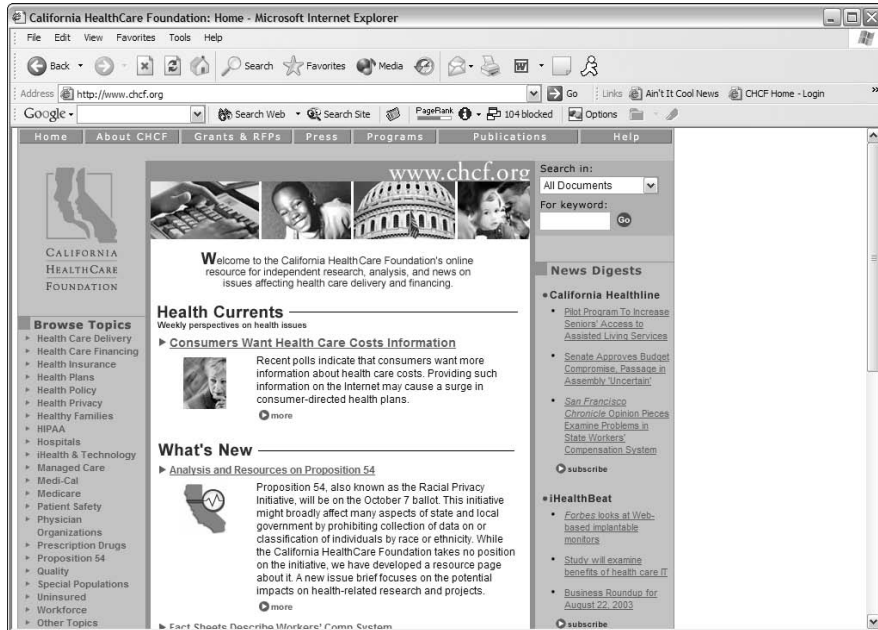 California HealthCare Foundation: Home - Microsoft Internet Explorer
File Edit View Favorites Tools Help
Back Search Favorites Media
Address http://www.chcf.org Go Links Ain't It Cool News CHCF Home - Login
Google Search Web Search Site PageRank 104 blocked Options
Home About CHCF Grants & RFPs Press Programs Publications Help
www.chcf.org
CALIFORNIA
HEALTHCARE
FOUNDATION
Browse Topics
Health Care Delivery
Health Care Financing
Health Insurance
Health Plans
Health Policy
Health Privacy
Healthy Families
HIPAA
Hospitals
iHealth & Technology
Managed Care
Medi-Cal
Medicare
Patient Safety
Physician
Organizations
Prescription Drugs
Proposition 54
Quality
Special Populations
Uninsured
Workforce
Other Topics
Welcome to the California HealthCare Foundation's online
resource for independent research, analysis, and news on
issues affecting health care delivery and financing.
Health Currents
Weekly perspectives on health issues
Consumers Want Health Care Costs Information
Recent polls indicate that consumers want more
information about health care costs. Providing such
information on the Internet may cause a surge in
consumer-directed health plans.
more
What's New
Analysis and Resources on Proposition 54
Proposition 54, also known as the Racial Privacy
Initiative, will be on the October 7 ballot. This initiative
might broadly affect many aspects of state and local
government by prohibiting collection of data on or
classification of individuals by race or ethnicity. While
the California HealthCare Foundation takes no position
on the initiative, we have developed a resource page
about it. A new issue brief focuses on the potential
impacts on health-related research and projects.
more
Fact Sheets Describe Workers' Comp System
Search in:
All Documents
For keyword:
Go
News Digests
California Healthline
Pilot Program To Increase
Seniors' Access to
Assisted Living Services
Senate Approves Budget
Compromise, Passage in
Assembly 'Uncertain'
San Francisco
Chronicle Opinion Pieces
Examine Problems in
State Workers'
Compensation System
subscribe
iHealthBeat
Forbes looks at Web-
based implantable
monitors
Study will examine
benefits of health care IT
Business Roundup for
August 22, 2003
subscribe